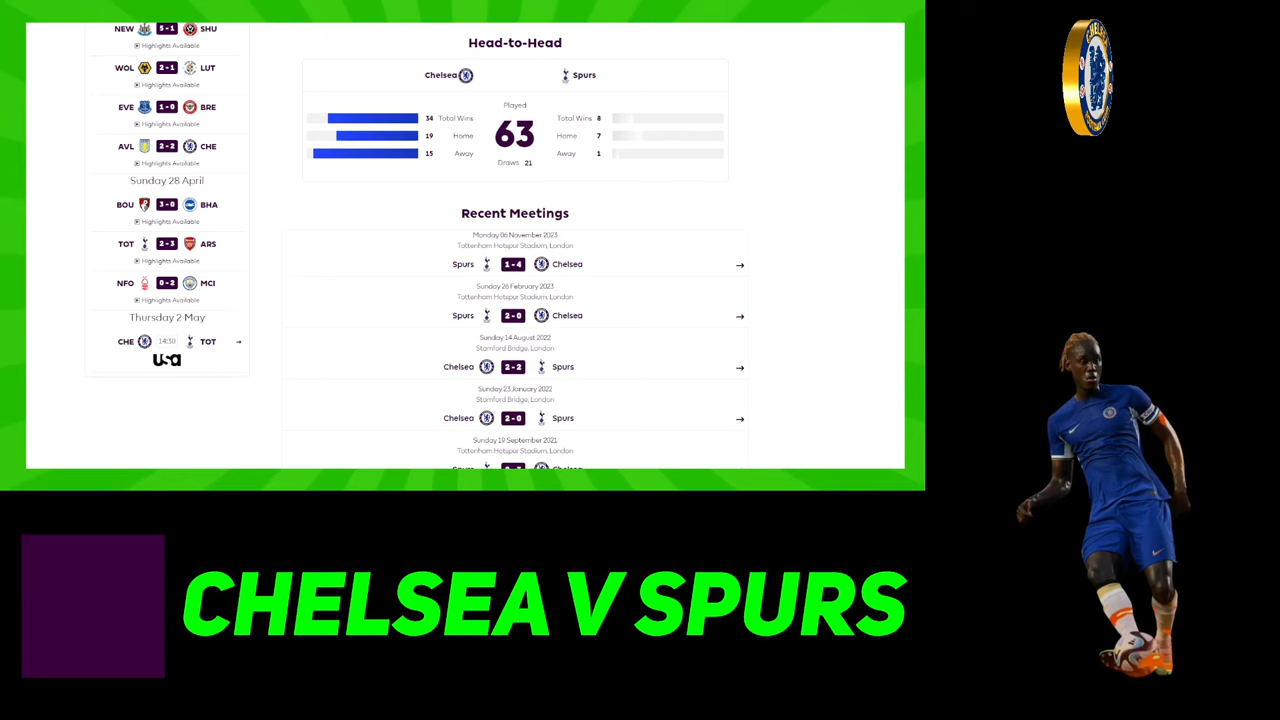 NEW 5 - 1 SHU
Highlights Available
WOL 2 - 1 LUT
Highlights Available
EVE 1 - 0 BRE
Highlights Available
AVL 2 - 2 CHE
Highlights Available
Sunday 28 April
BOU 3 - 0 BHA
Highlights Available
TOT 2 - 3 ARS
Highlights Available
NFO 0 - 2 MCI
Highlights Available
Thursday 2 May
CHE 14:30 TOT
usa
Head-to-Head
Chelsea Spurs
Played
34 Total Wins 63 Total Wins 8
19 Home Home 7
15 Away Away 1
Draws 21
Recent Meetings
Monday 06 November 2023
Tottenham Hotspur Stadium, London
Spurs 1 - 4 Chelsea
Sunday 26 February 2023
Tottenham Hotspur Stadium, London
Spurs 2 - 0 Chelsea
Sunday 14 August 2022
Stamford Bridge, London
Chelsea 2 - 2 Spurs
Sunday 23 January 2022
Stamford Bridge, London
Chelsea 2 - 0 Spurs
Sunday 19 September 2021
Tottenham Hotspur Stadium, London
CHELSEA V SPURS